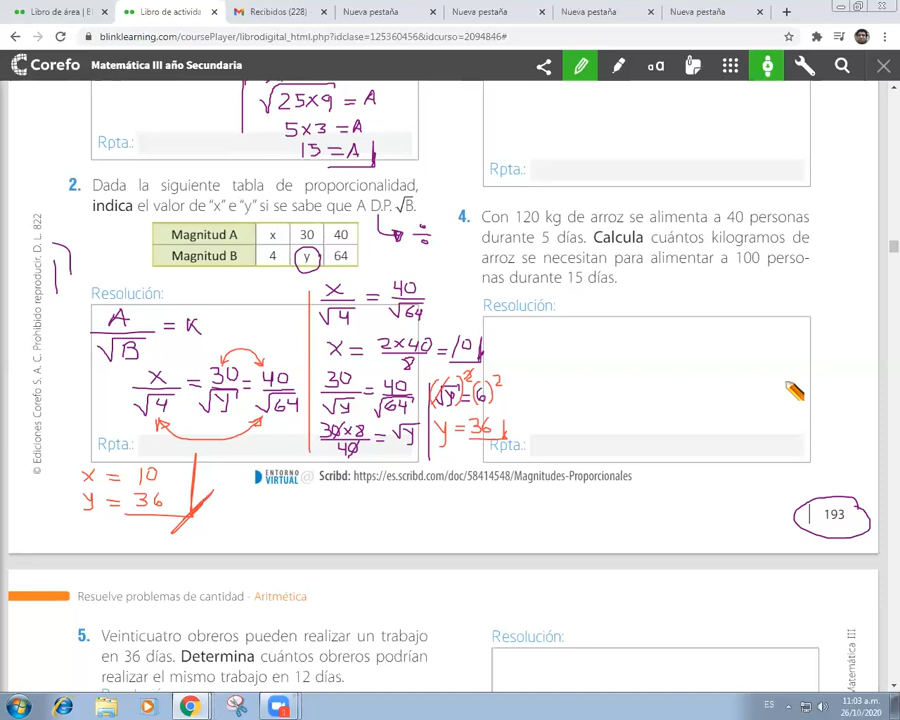 Libro de área | B
Libro de activida
Recibidos (228)
Nueva pestaña
Nueva pestaña
Nueva pestaña
Nueva pestaña
blinklearning.com/coursePlayer/librodigital_html.php?idclase=125360456&idcurso=2094846#
Corefo
Matemática III año Secundaria
aA
√25x9 = A
5x3 = A
15 = A
Rpta.:
2. Dada la siguiente tabla de proporcionalidad,
indica el valor de "x" e "y" si se sabe que A D.P. √B.
÷
Magnitud A x 30 40
Magnitud B 4 y 64
Resolución:
A/√B = K
x/√4 = 30/√y = 40/√64
x/√4 = 40/√64
x = 2x40/8 = 10
30/√y = 40/√64
30x8/40 = √y
(√y)² = (6)²
y = 36
Rpta.:
x = 10
y = 36
© Ediciones Corefo S. A. C. Prohibido reproducir. D. L. 822
ENTORNO
VIRTUAL
Scribd: https://es.scribd.com/doc/58414548/Magnitudes-Proporcionales
Rpta.:
4. Con 120 kg de arroz se alimenta a 40 personas
durante 5 días. Calcula cuántos kilogramos de
arroz se necesitan para alimentar a 100 perso-
nas durante 15 días.
Resolución:
Rpta.:
193
Resuelve problemas de cantidad - Aritmética
5. Veinticuatro obreros pueden realizar un trabajo
en 36 días. Determina cuántos obreros podrían
realizar el mismo trabajo en 12 días.
Resolución:
Matemática III
ES
11:03 a.m.
26/10/2020